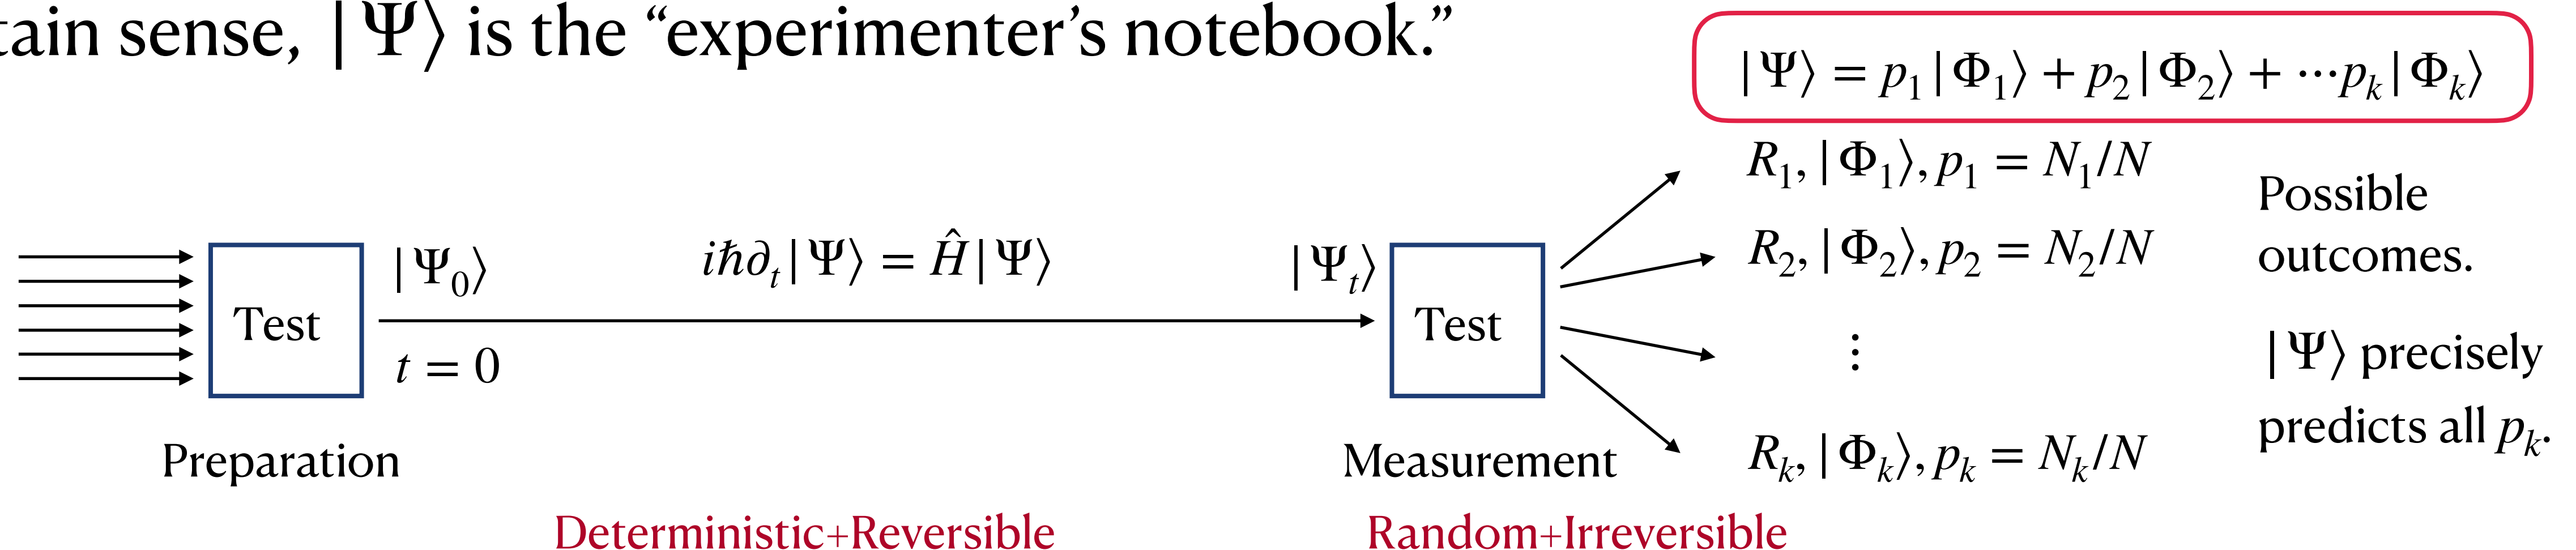 tain sense, |Ψ⟩ is the “experimenter’s notebook.”
|Ψ⟩ = p₁|Φ₁⟩ + p₂|Φ₂⟩ + ⋯pₖ|Φₖ⟩
R₁, |Φ₁⟩, p₁ = N₁/N
R₂, |Φ₂⟩, p₂ = N₂/N
⋮
Rₖ, |Φₖ⟩, pₖ = Nₖ/N
Possible
outcomes.
|Ψ⟩ precisely
predicts all pₖ.
Test
|Ψ₀⟩
t = 0
iħ∂ₜ|Ψ⟩ = Ĥ|Ψ⟩
|Ψₜ⟩
Test
Preparation
Measurement
Deterministic+Reversible
Random+Irreversible